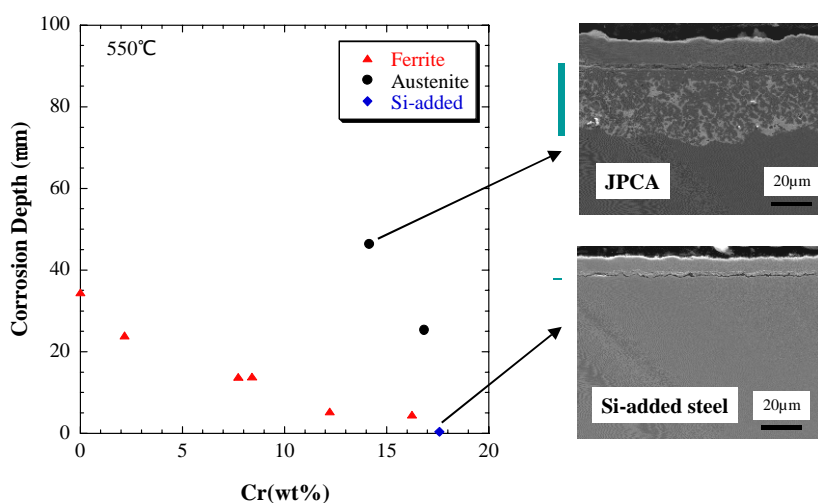 100
80
60
40
20
0
0
5
10
15
20
Corrosion Depth (mm)
Cr(wt%)
550℃
Ferrite
Austenite
Si-added
JPCA
20µm
Si-added steel
20µm